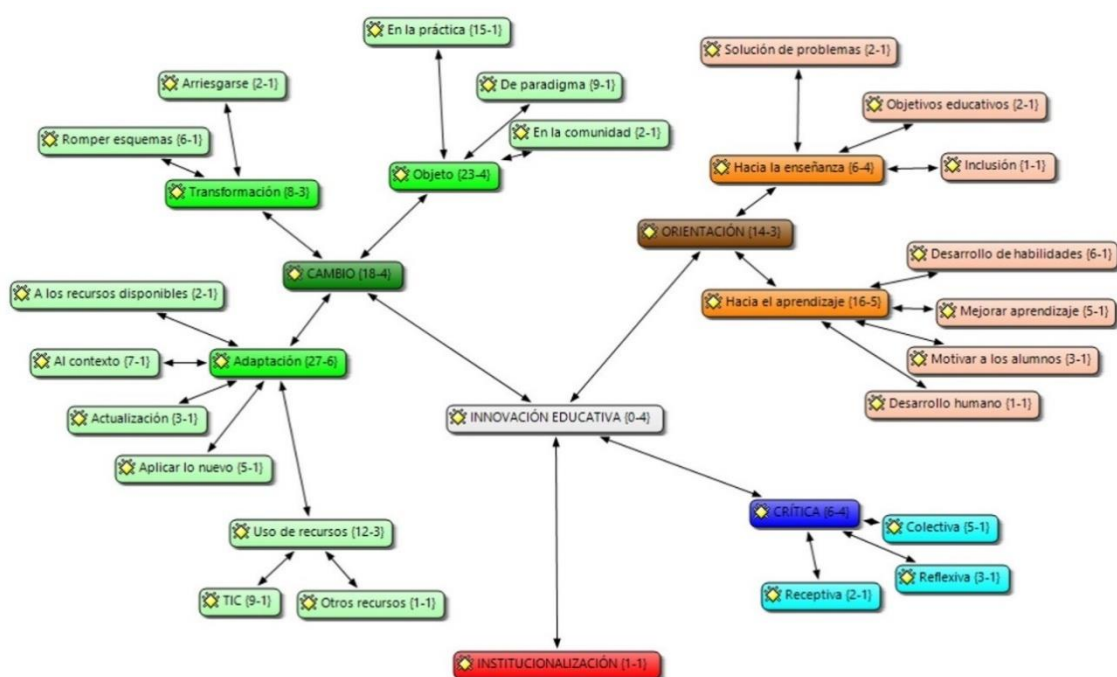 En la práctica {15-1}
Solución de problemas {2-1}
Arriesgarse {2-1}
De paradigma {9-1}
Objetivos educativos {2-1}
Romper esquemas {6-1}
En la comunidad {2-1}
Hacia la enseñanza {6-4}
Inclusión {1-1}
Objeto {23-4}
Transformación {8-3}
ORIENTACIÓN {14-3}
Desarrollo de habilidades {6-1}
CAMBIO {18-4}
A los recursos disponibles {2-1}
Hacia el aprendizaje {16-5}
Mejorar aprendizaje {5-1}
Al contexto {7-1}
Adaptación {27-6}
Motivar a los alumnos {3-1}
Desarrollo humano {1-1}
Actualización {3-1}
INNOVACIÓN EDUCATIVA {0-4}
Aplicar lo nuevo {5-1}
CRÍTICA {6-4}
Colectiva {5-1}
Uso de recursos {12-3}
Reflexiva {3-1}
Receptiva {2-1}
TIC {9-1}
Otros recursos {1-1}
INSTITUCIONALIZACIÓN {1-1}